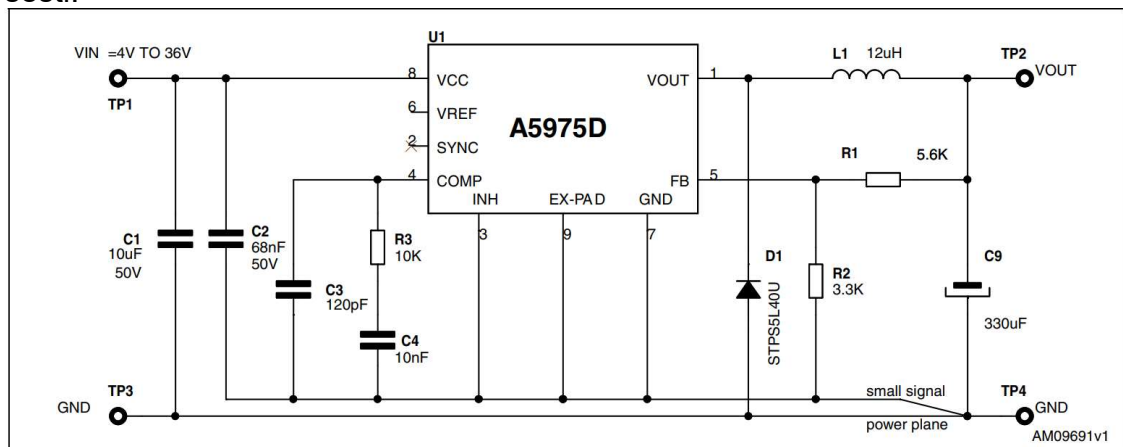 U1
VIN =4V TO 36V
L1 12uH
TP2
VOUT
TP1
8 VCC
VOUT 1
6 VREF
A5975D
2 SYNC
R1 5.6K
4 COMP
FB 5
INH EX-PAD GND
3 9 7
C1
10uF
50V
C2
68nF
50V
R3
10K
D1
STPS5L40U
R2
3.3K
C9
330uF
C3
120pF
C4
10nF
TP3
GND
small signal
power plane
TP4
GND
AM09691v1